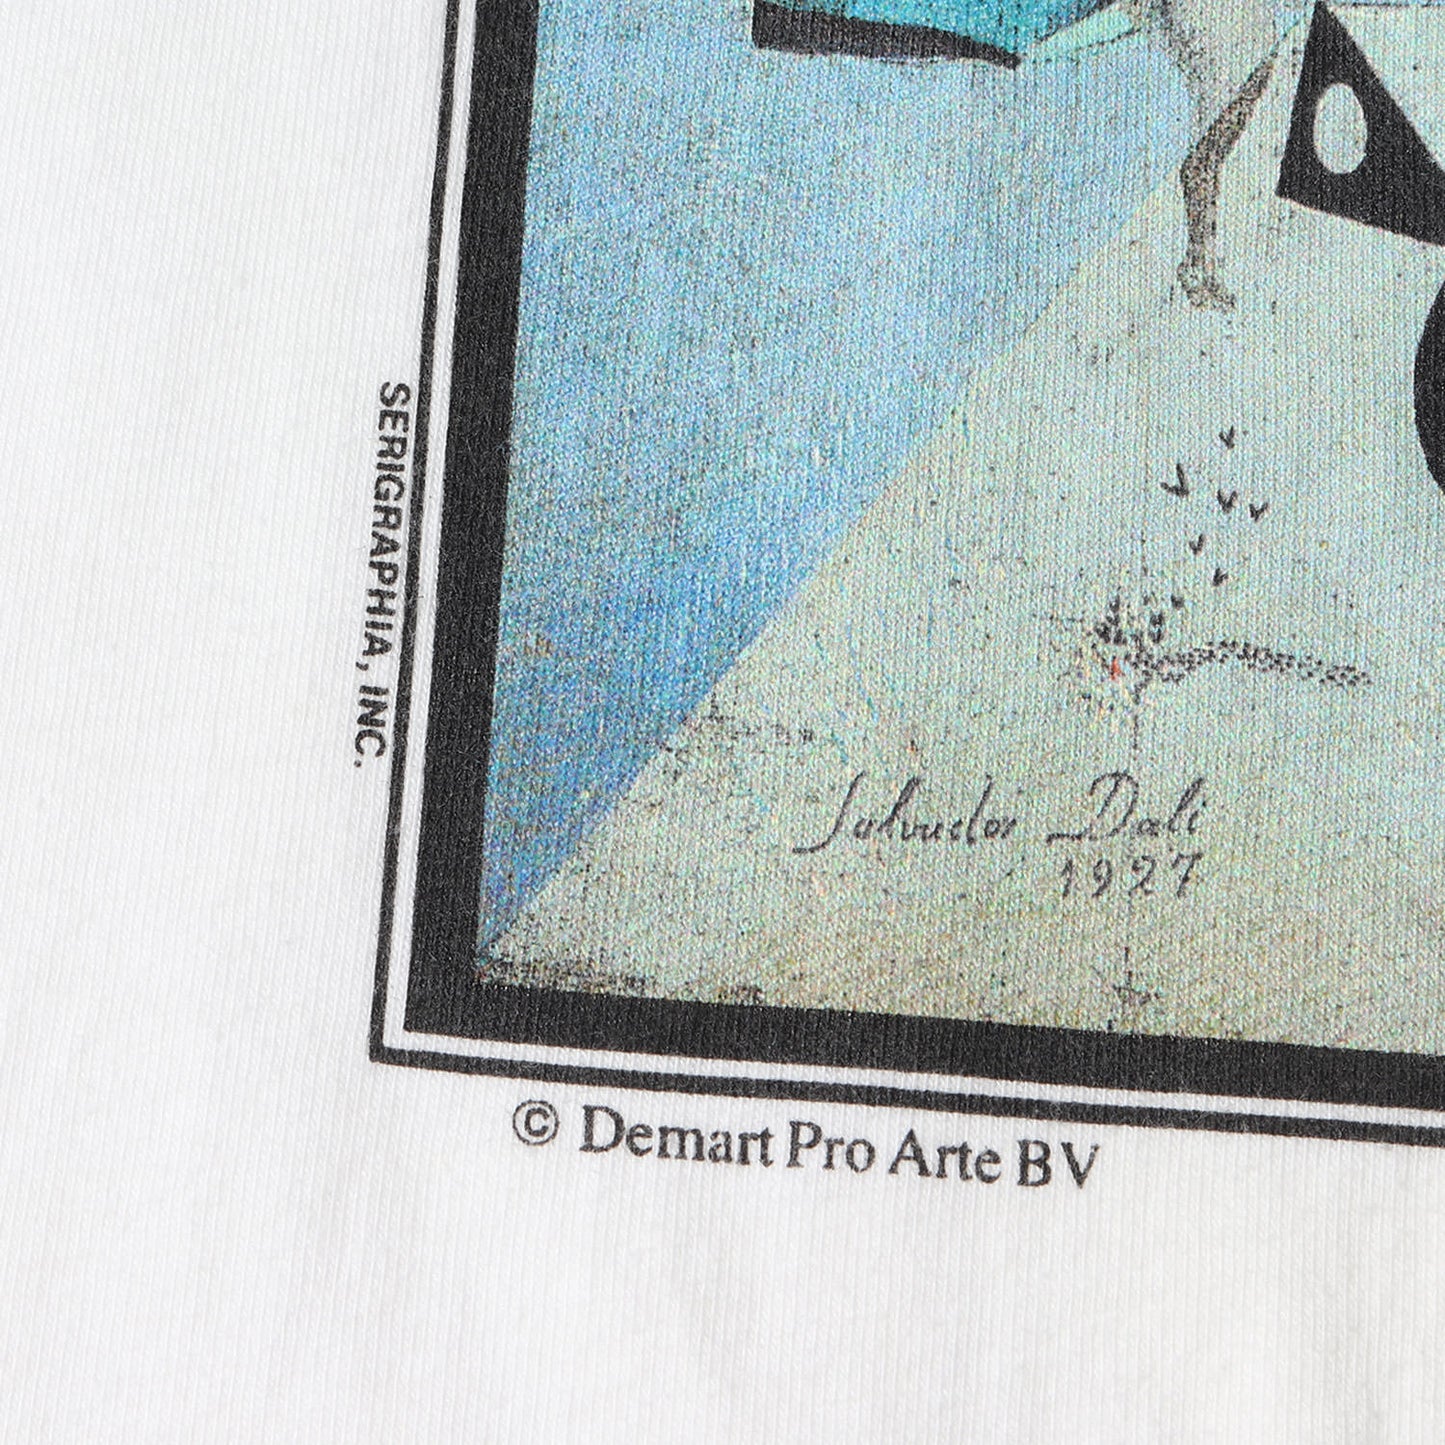 SERIGRAPHIA, INC.
Salvador Dali
1927
© Demart Pro Arte BV